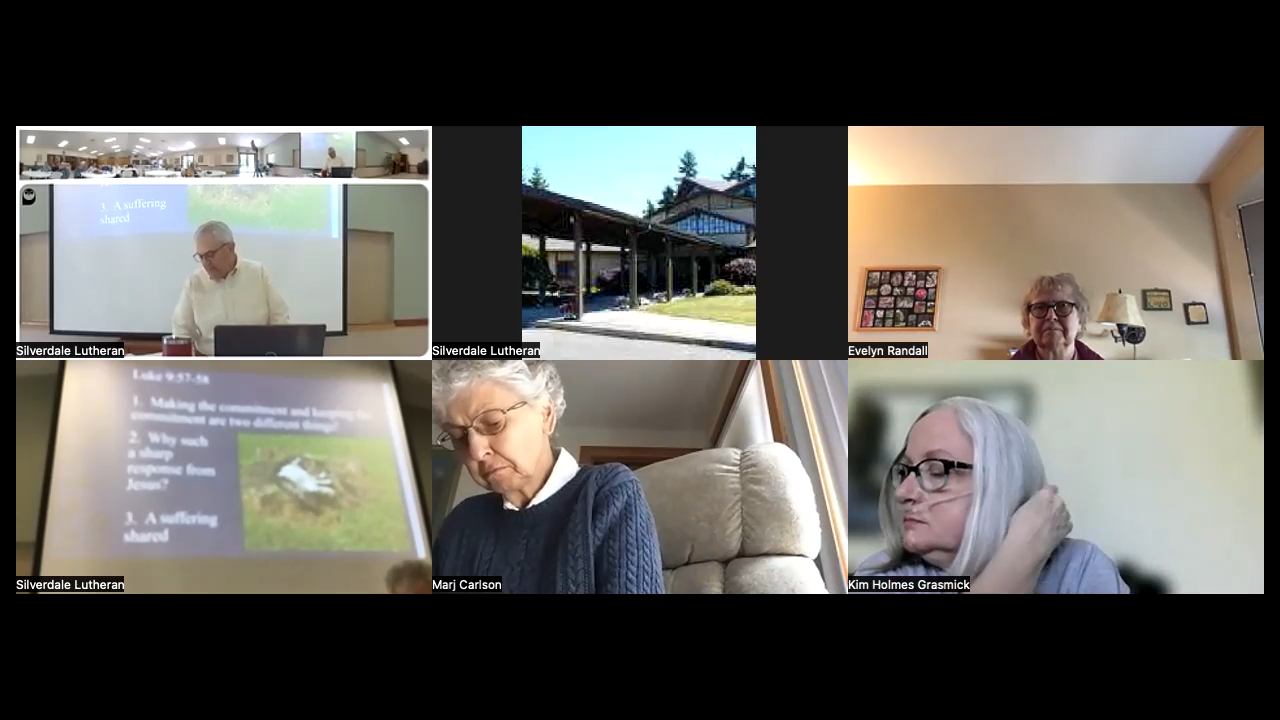 3. A suffering
shared
Silverdale Lutheran
Silverdale Lutheran
Evelyn Randall
Luke 9:57-58
1. Making the commitment and keeping the
commitment are two different things!
2. Why such
a sharp
response from
Jesus?
3. A suffering
shared
Silverdale Lutheran
Marj Carlson
Kim Holmes Grasmick